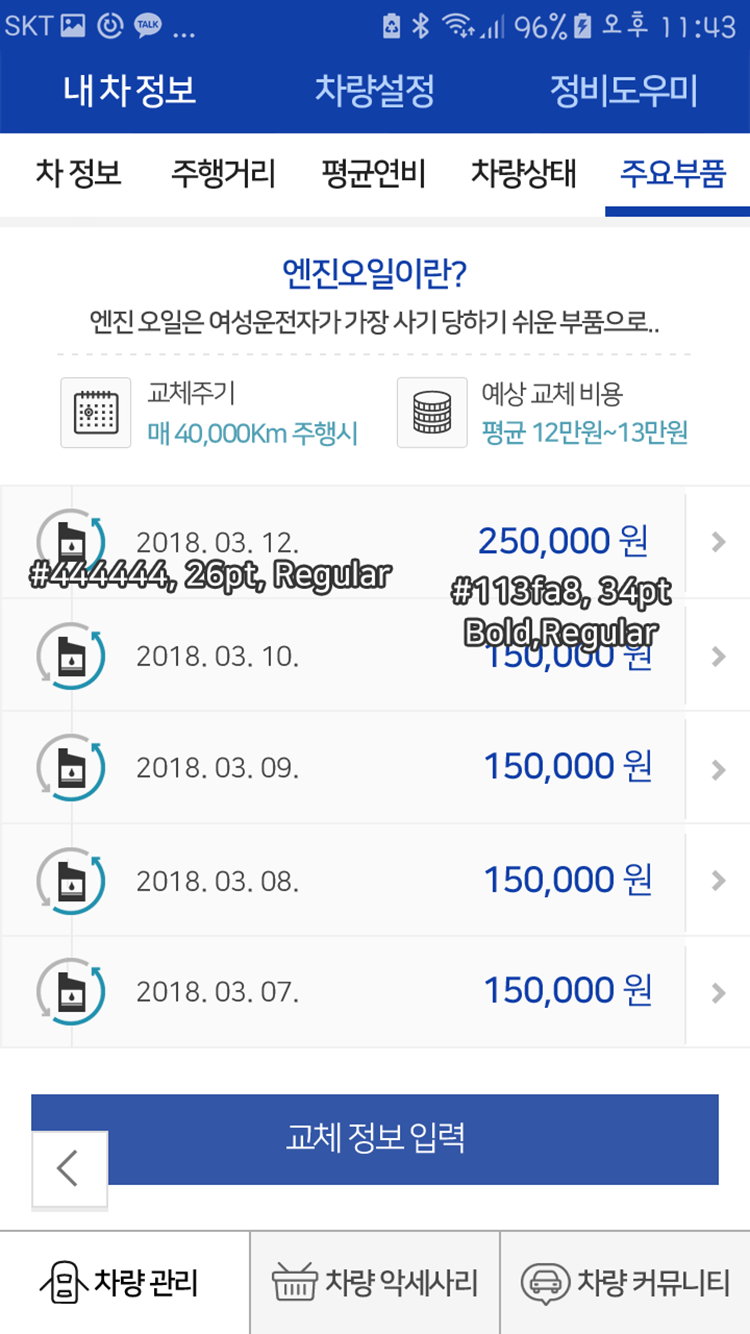 SKT TALK ... 96% 오후 11:43
내 차 정보 차량설정 정비도우미
차 정보 주행거리 평균연비 차량상태 주요부품
엔진오일이란?
엔진 오일은 여성운전자가 가장 사기 당하기 쉬운 부품으로..
교체주기 예상 교체 비용
매 40,000Km 주행시 평균 12만원~13만원
2018. 03. 12. 250,000 원
#444444, 26pt, Regular #113fa8, 34pt
Bold,Regular
2018. 03. 10. 150,000 원
2018. 03. 09. 150,000 원
2018. 03. 08. 150,000 원
2018. 03. 07. 150,000 원
교체 정보 입력
차량 관리 차량 악세사리 차량 커뮤니티